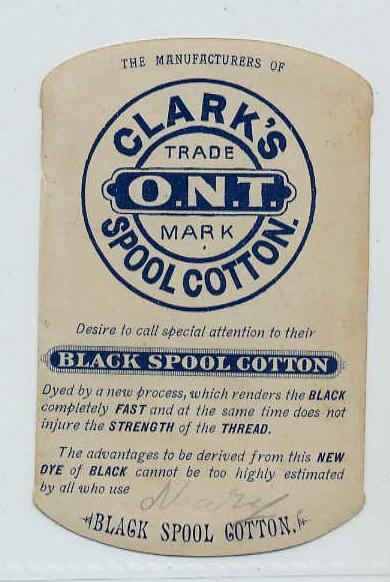 THE MANUFACTURERS OF
CLARK'S
TRADE
O.N.T.
MARK
SPOOL COTTON.
Desire to call special attention to their
BLACK SPOOL COTTON
Dyed by a new process, which renders the BLACK
completely FAST and at the same time does not
injure the STRENGTH of the THREAD.
The advantages to be derived from this NEW
DYE of BLACK cannot be too highly estimated
by all who use
Mary
BLACK SPOOL COTTON.